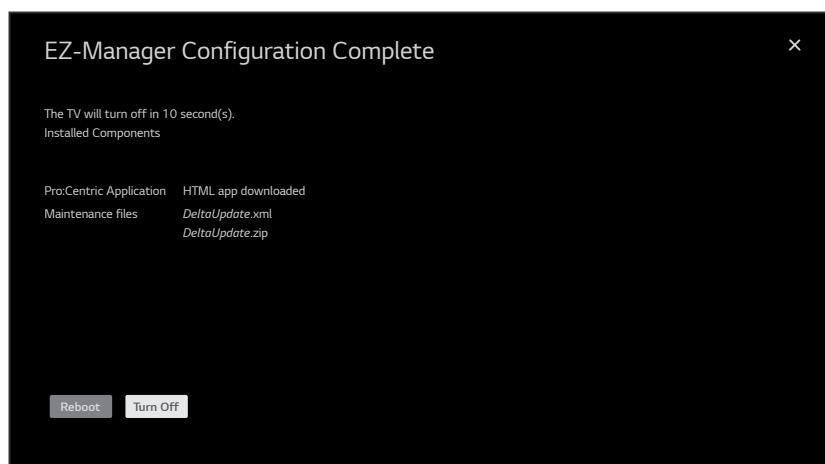 EZ-Manager Configuration Complete
The TV will turn off in 10 second(s).
Installed Components
Pro:Centric Application HTML app downloaded
Maintenance files DeltaUpdate.xml
DeltaUpdate.zip
Reboot Turn Off